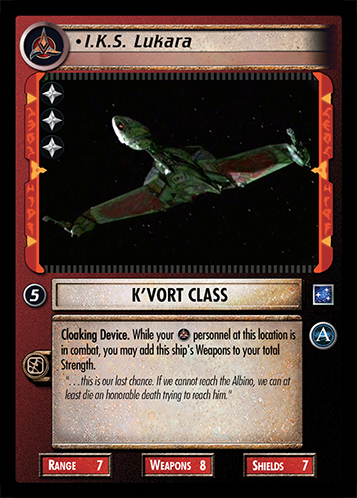 • I.K.S. Lukara
5
K'VORT CLASS
A
Cloaking Device. While your personnel at this location is
in combat, you may add this ship's Weapons to your total
Strength.
". . . this is our last chance. If we cannot reach the Albino, we can at
least die an honorable death trying to reach him."
RANGE 7
WEAPONS 8
SHIELDS 7